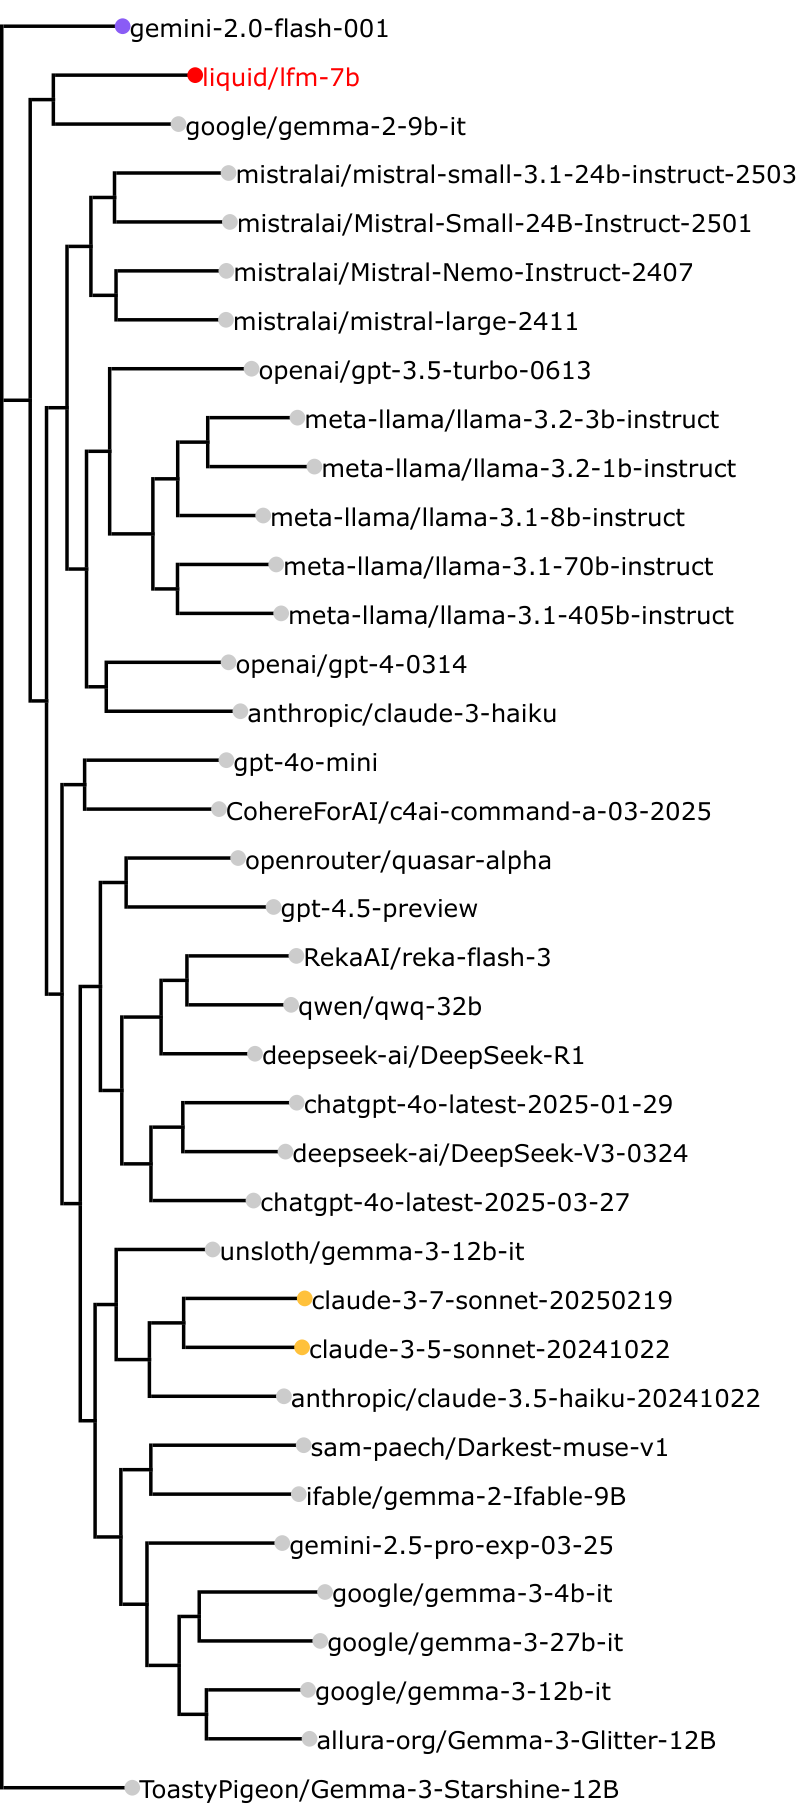 gemini-2.0-flash-001
liquid/lfm-7b
google/gemma-2-9b-it
mistralai/mistral-small-3.1-24b-instruct-2503
mistralai/Mistral-Small-24B-Instruct-2501
mistralai/Mistral-Nemo-Instruct-2407
mistralai/mistral-large-2411
openai/gpt-3.5-turbo-0613
meta-llama/llama-3.2-3b-instruct
meta-llama/llama-3.2-1b-instruct
meta-llama/llama-3.1-8b-instruct
meta-llama/llama-3.1-70b-instruct
meta-llama/llama-3.1-405b-instruct
openai/gpt-4-0314
anthropic/claude-3-haiku
gpt-4o-mini
CohereForAI/c4ai-command-a-03-2025
openrouter/quasar-alpha
gpt-4.5-preview
RekaAI/reka-flash-3
qwen/qwq-32b
deepseek-ai/DeepSeek-R1
chatgpt-4o-latest-2025-01-29
deepseek-ai/DeepSeek-V3-0324
chatgpt-4o-latest-2025-03-27
unsloth/gemma-3-12b-it
claude-3-7-sonnet-20250219
claude-3-5-sonnet-20241022
anthropic/claude-3.5-haiku-20241022
sam-paech/Darkest-muse-v1
ifable/gemma-2-Ifable-9B
gemini-2.5-pro-exp-03-25
google/gemma-3-4b-it
google/gemma-3-27b-it
google/gemma-3-12b-it
allura-org/Gemma-3-Glitter-12B
ToastyPigeon/Gemma-3-Starshine-12B